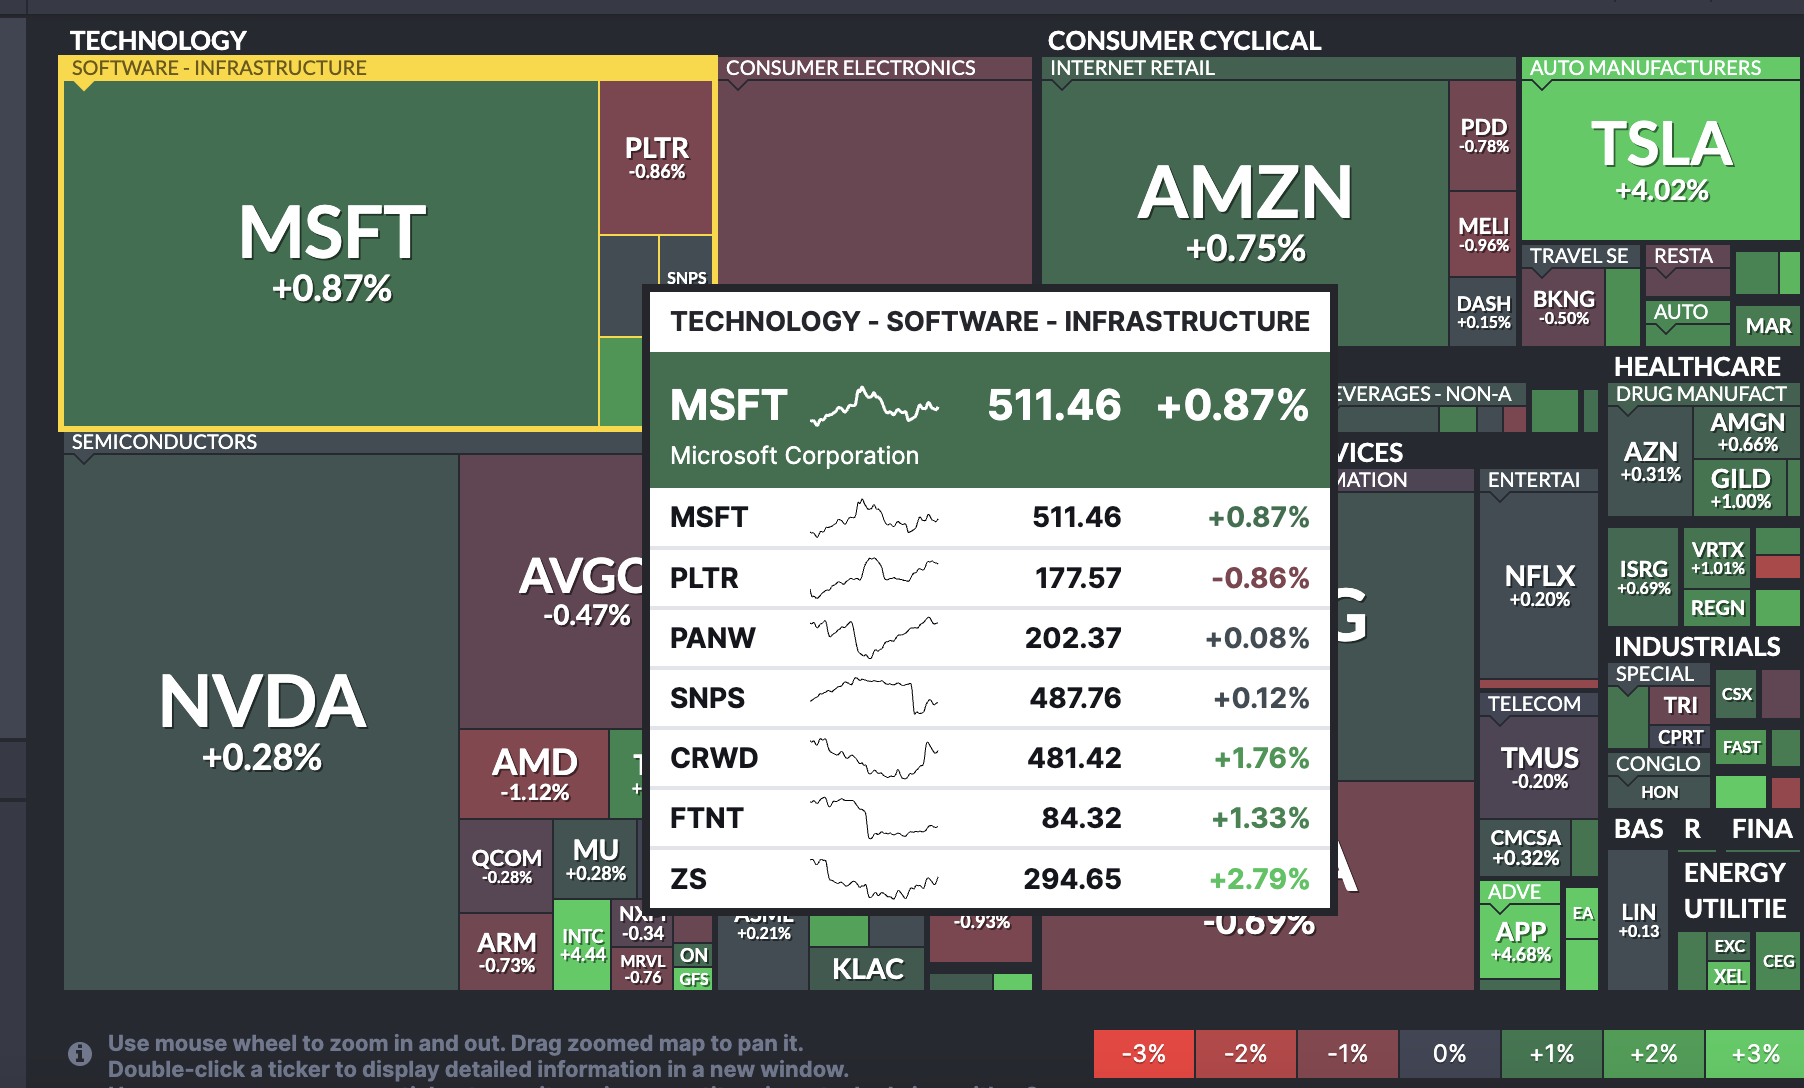 TECHNOLOGY
SOFTWARE - INFRASTRUCTURE
MSFT
+0.87%
PLTR
-0.86%
SNPS
CONSUMER ELECTRONICS
SEMICONDUCTORS
NVDA
+0.28%
-0.47%
AMD
-1.12%
QCOM
-0.28%
MU
+0.28%
ARM
-0.73%
INTC
+4.44
-0.34
MRVL
-0.76
ON
GFS
+0.21%
KLAC
-0.93%
CONSUMER CYCLICAL
INTERNET RETAIL
AMZN
+0.75%
PDD
-0.78%
MELI
-0.96%
DASH
+0.15%
AUTO MANUFACTURERS
TSLA
+4.02%
TRAVEL SE
BKNG
-0.50%
RESTA
AUTO
MAR
TECHNOLOGY - SOFTWARE - INFRASTRUCTURE
MSFT 511.46 +0.87%
Microsoft Corporation
MSFT 511.46 +0.87%
PLTR 177.57 -0.86%
PANW 202.37 +0.08%
SNPS 487.76 +0.12%
CRWD 481.42 +1.76%
FTNT 84.32 +1.33%
ZS 294.65 +2.79%
EVERAGES - NON-A
VICES
MATION
G
A
-0.69%
ENTERTAI
NFLX
+0.20%
TELECOM
TMUS
-0.20%
CMCSA
+0.32%
ADVE
APP
+4.68%
EA
HEALTHCARE
DRUG MANUFACT
AZN
+0.31%
AMGN
+0.66%
GILD
+1.00%
ISRG
+0.69%
VRTX
+1.01%
REGN
INDUSTRIALS
SPECIAL
TRI
CPRT
CSX
FAST
CONGLO
HON
BAS
R
FINA
LIN
+0.13
ENERGY
UTILITIE
EXC
XEL
CEG
Use mouse wheel to zoom in and out. Drag zoomed map to pan it.
Double-click a ticker to display detailed information in a new window.
-3% -2% -1% 0% +1% +2% +3%